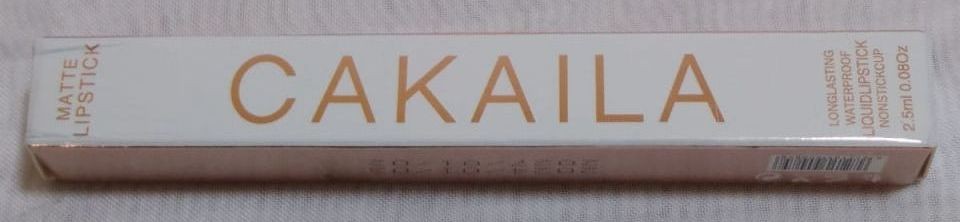 MATTE
LIPSTICK
CAKAILA
LONGLASTING
WATERPROOF
LIQUIDLIPSTICK
NONSTICKCUP
2.5ml 0.08Oz